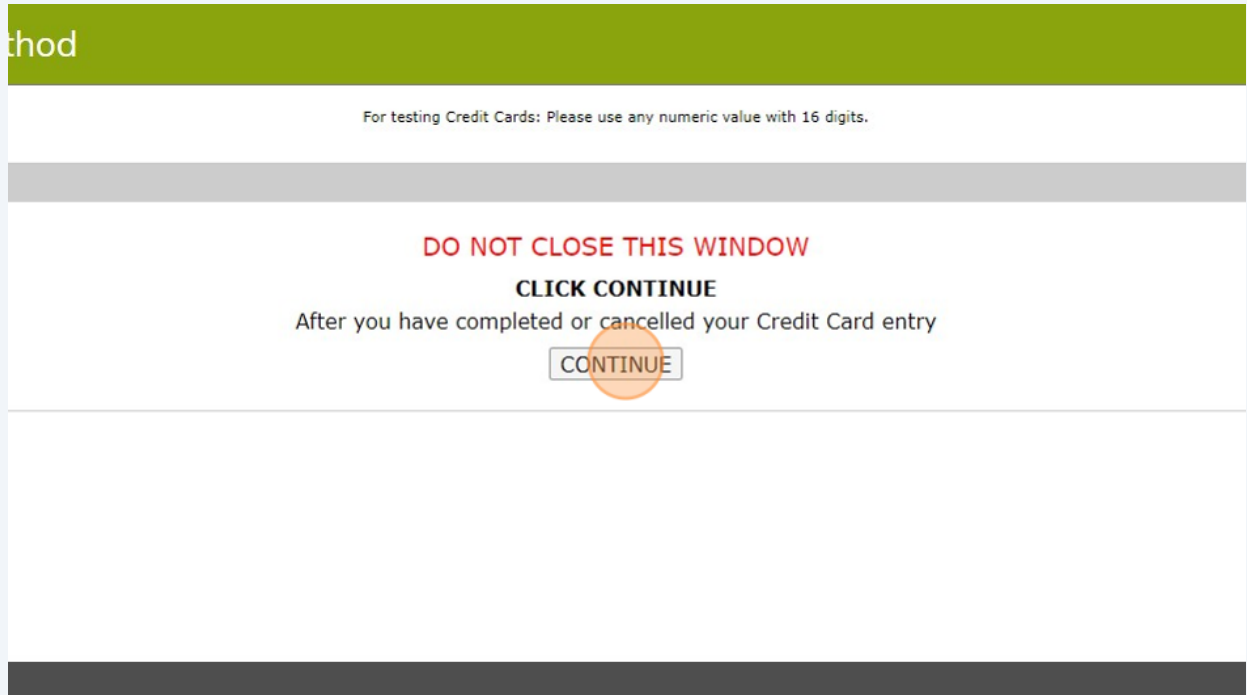 thod
For testing Credit Cards: Please use any numeric value with 16 digits.
DO NOT CLOSE THIS WINDOW
CLICK CONTINUE
After you have completed or cancelled your Credit Card entry
CONTINUE